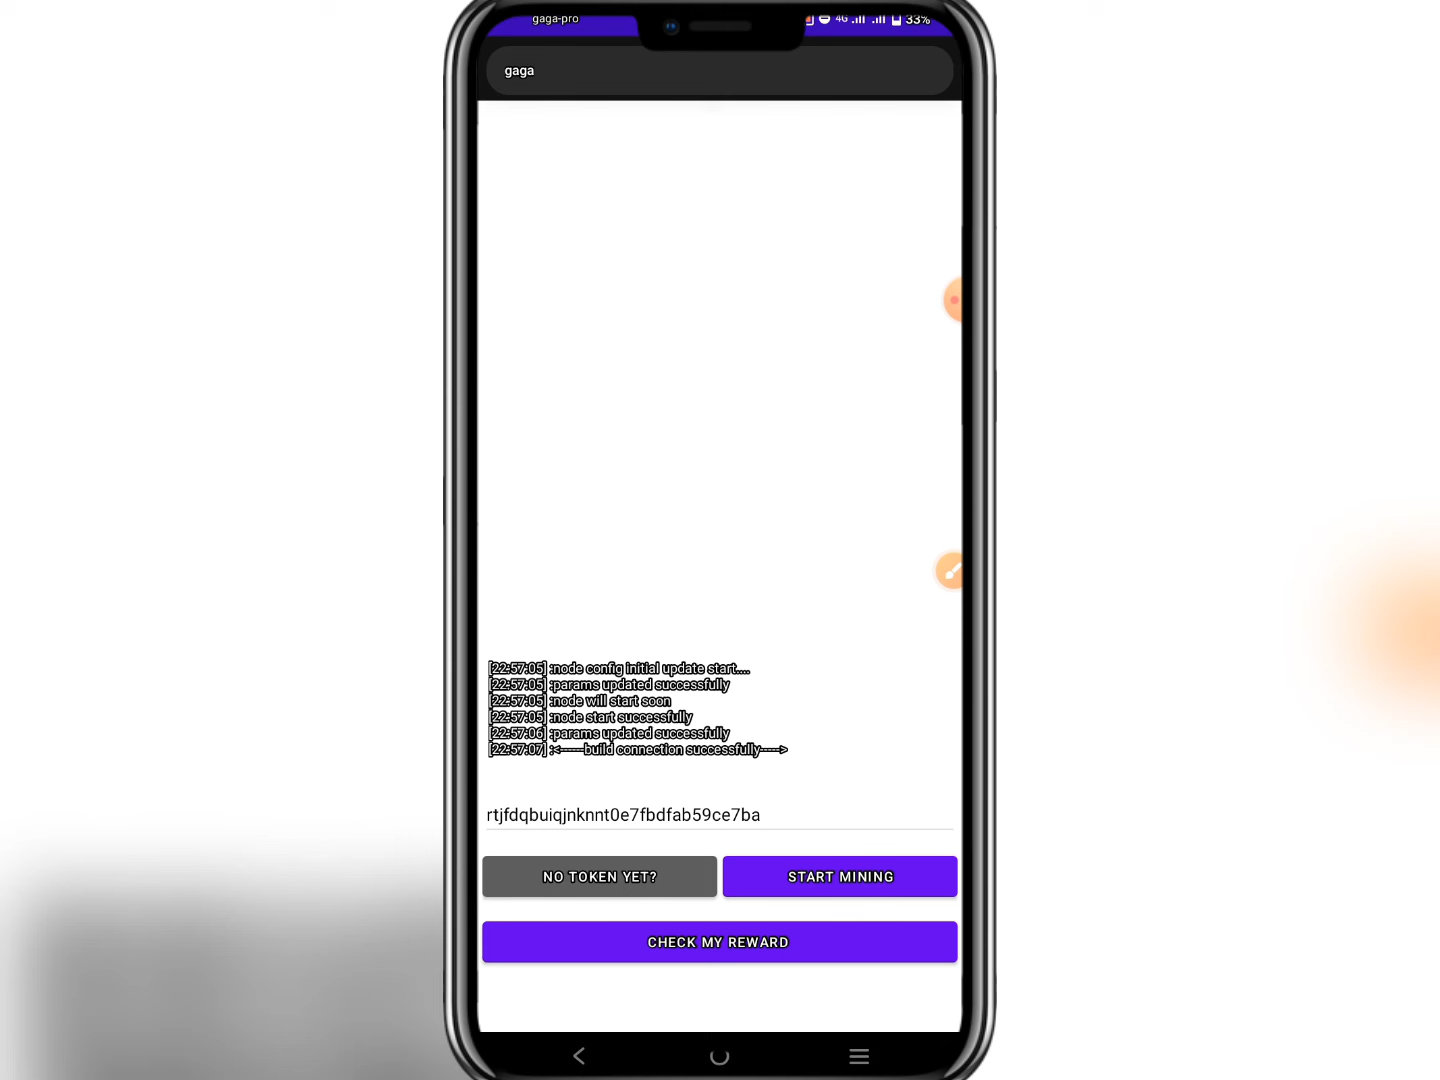 gaga-pro
4G
33%
gaga
[22:57:05] :node config initial update start....
[22:57:05] :params updated successfully
[22:57:05] :node will start soon
[22:57:05] :node start successfully
[22:57:06] :params updated successfully
[22:57:07] :<-----build connection successfully----->
rtjfdqbuiqjnknnt0e7fbdfab59ce7ba
NO TOKEN YET?
START MINING
CHECK MY REWARD